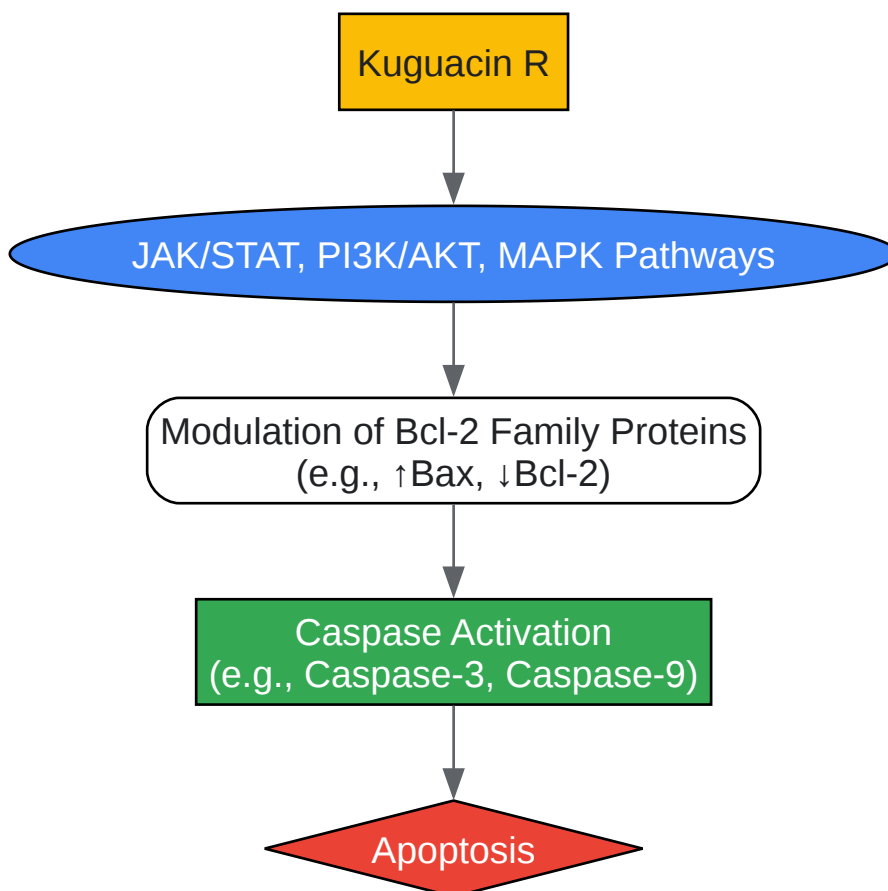 Kuguacin R
JAK/STAT, PI3K/AKT, MAPK Pathways
Modulation of Bcl-2 Family Proteins
(e.g., ↑Bax, ↓Bcl-2)
Caspase Activation
(e.g., Caspase-3, Caspase-9)
Apoptosis